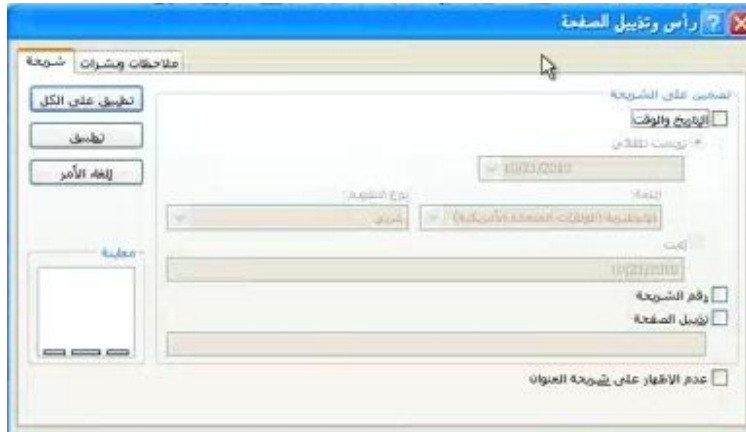 رأس وتذييل الصفحة
شريحة
ملاحظات ونشرات
تضمين على الشريحة
التاريخ والوقت
توقيت تلقائي
10/21/2010
اللغة:
نوع التقويم:
الإنجليزية (الولايات المتحدة الأمريكية)
غربي
ثابت
10/21/2010
رقم الشريحة
تذييل الصفحة
عدم الاظهار على شريحة العنوان
تطبيق على الكل
تطبيق
إلغاء الأمر
معاينة